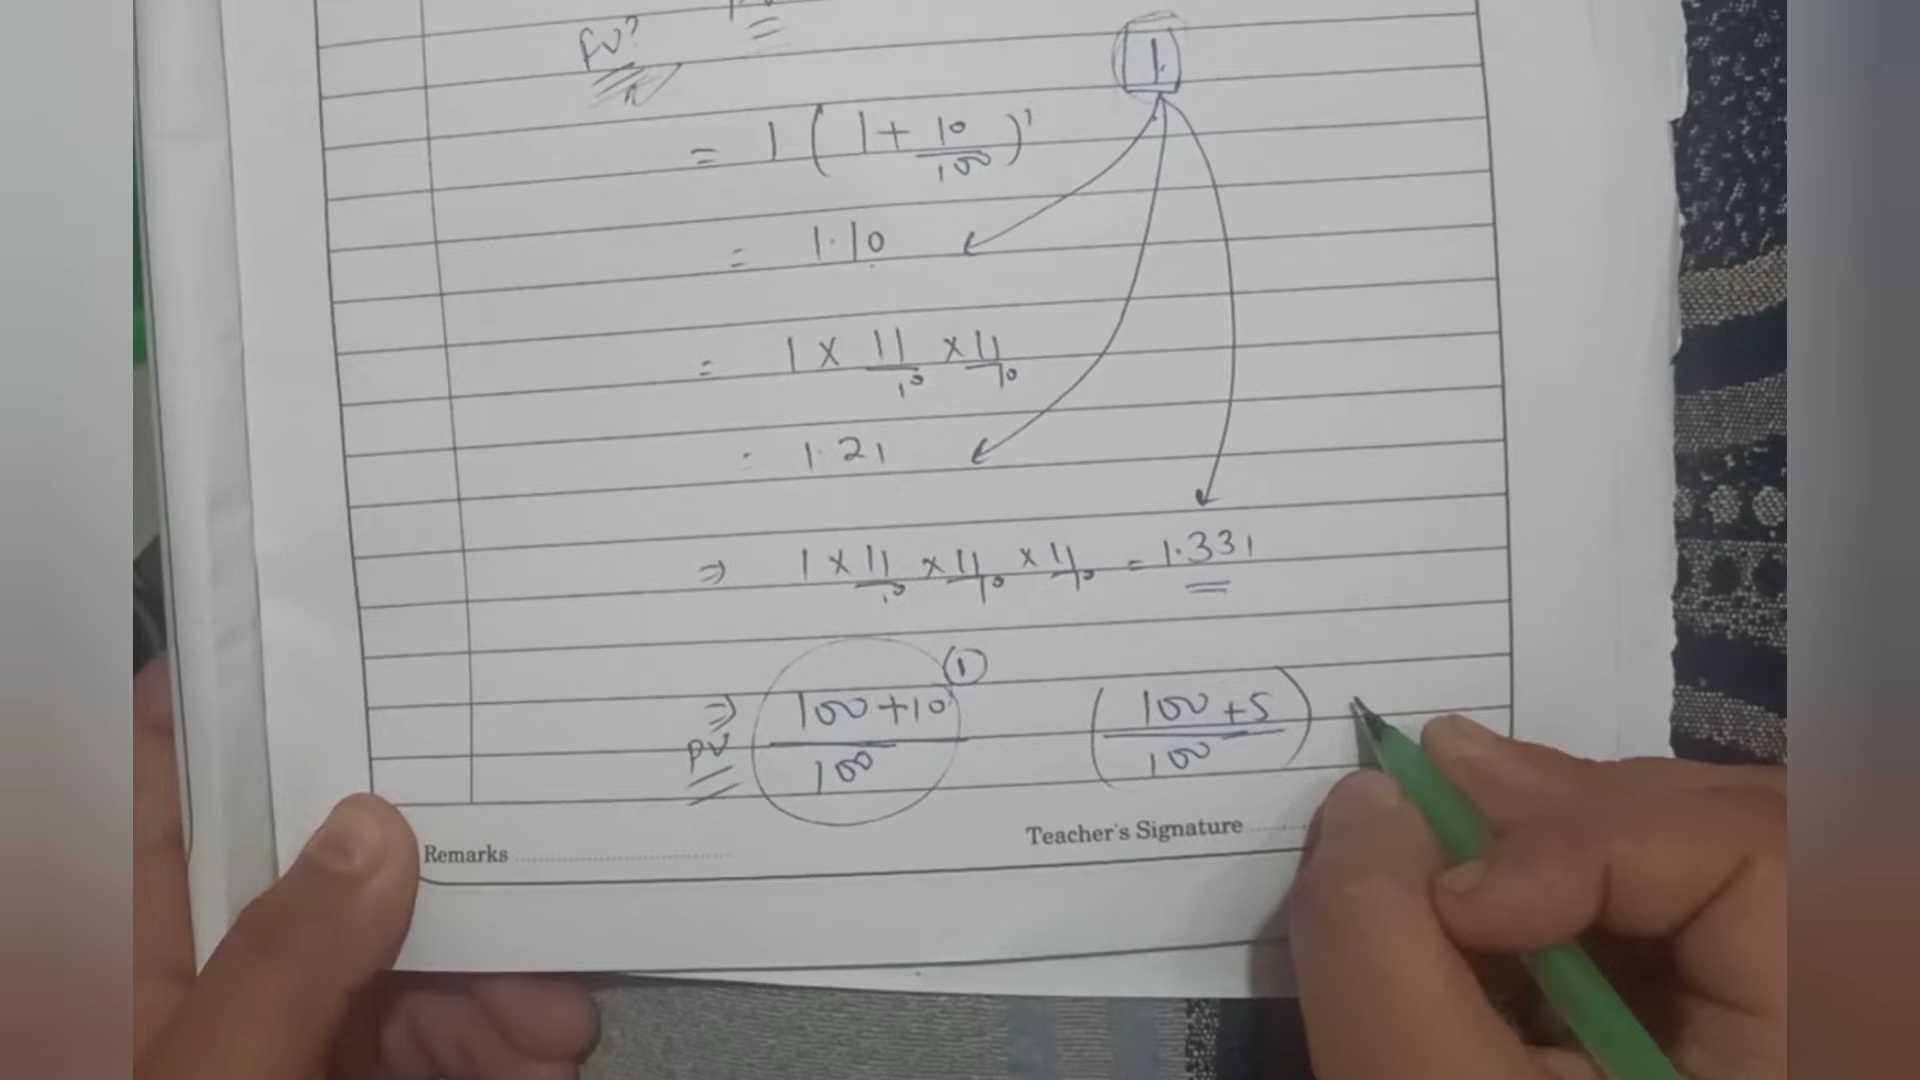 FV?
1
= 1 ( 1 + 10/100 )¹
= 1.10
= 1 × 11/10 × 11/10
= 1.21
⇒ 1 × 11/10 × 11/10 × 11/10 = 1.331
⇒ PV (100+10)/100 ① ( (100+5)/100 )
Remarks
Teacher's Signature